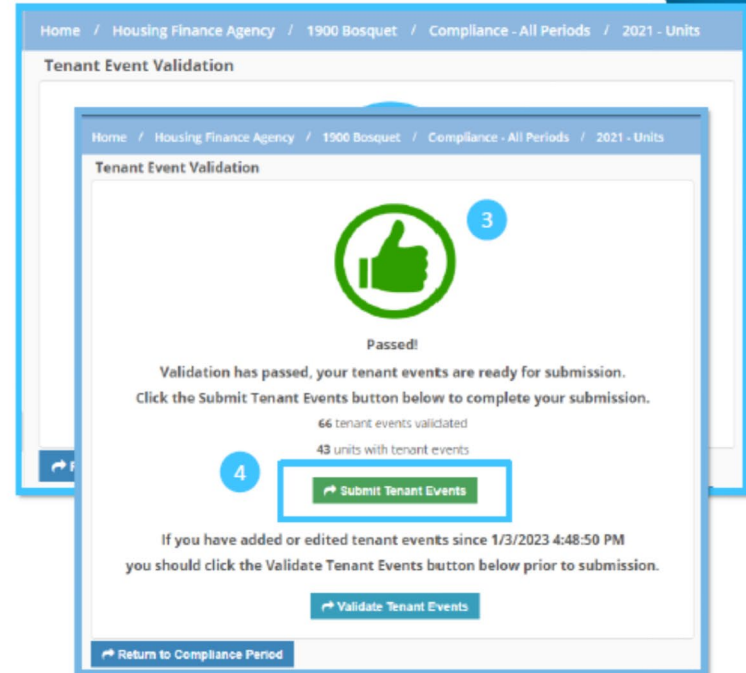 Home / Housing Finance Agency / 1900 Bosquet / Compliance - All Periods / 2021 - Units
Tenant Event Validation
Home / Housing Finance Agency / 1900 Bosquet / Compliance - All Periods / 2021 - Units
Tenant Event Validation
3
Passed!
Validation has passed, your tenant events are ready for submission.
Click the Submit Tenant Events button below to complete your submission.
66 tenant events validated
43 units with tenant events
4
Submit Tenant Events
If you have added or edited tenant events since 1/3/2023 4:48:50 PM
you should click the Validate Tenant Events button below prior to submission.
Validate Tenant Events
Return to Compliance Period